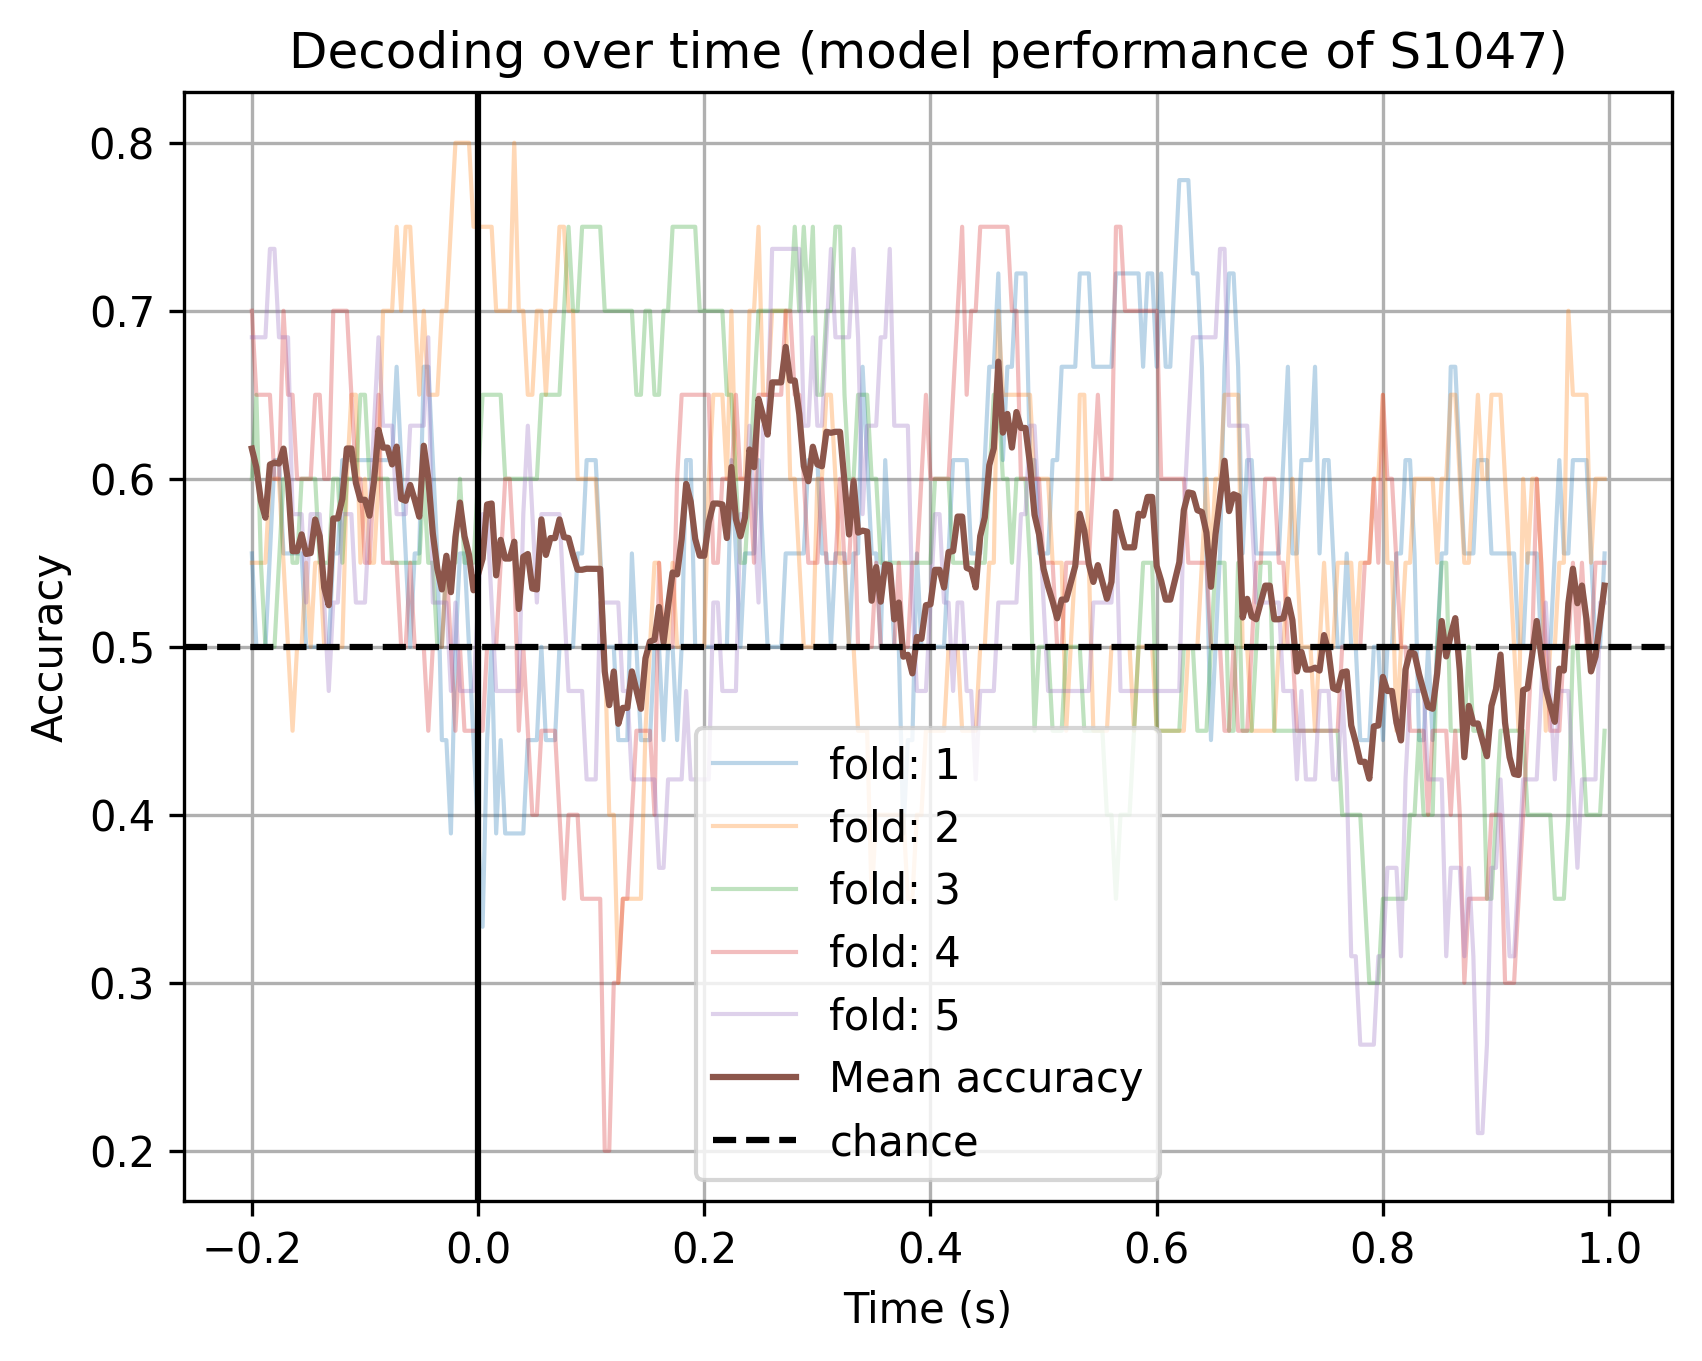 Decoding over time (model performance of S1047)
Accuracy
0.8
0.7
0.6
0.5
0.4
0.3
0.2
fold: 1
fold: 2
fold: 3
fold: 4
fold: 5
Mean accuracy
chance
−0.2 0.0 0.2 0.4 0.6 0.8 1.0
Time (s)